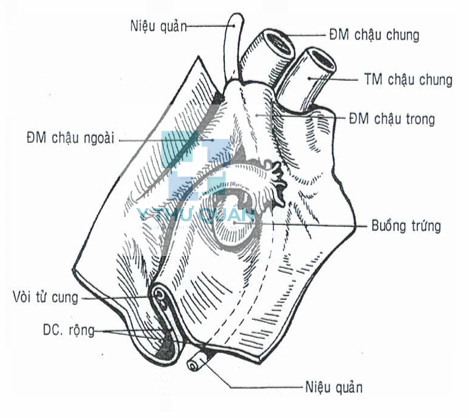 Niệu quản
ĐM chậu chung
TM chậu chung
ĐM chậu ngoài
ĐM chậu trong
Y THƯ QUÁN
Buồng trứng
Vòi tử cung
DC. rộng
Niệu quản